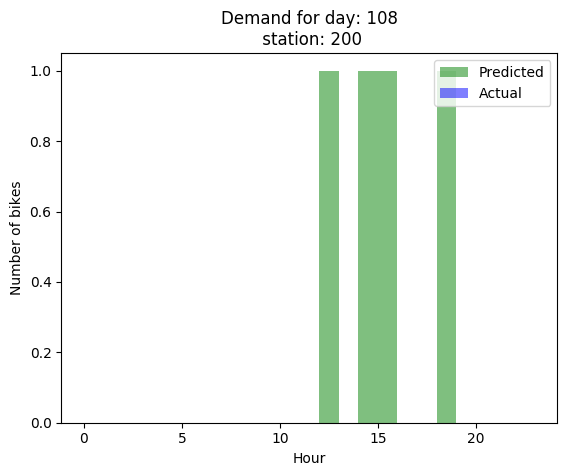 Demand for day: 108
station: 200
Predicted
Actual
1.0
0.8
0.6
0.4
0.2
0.0
Number of bikes
0
5
10
15
20
Hour